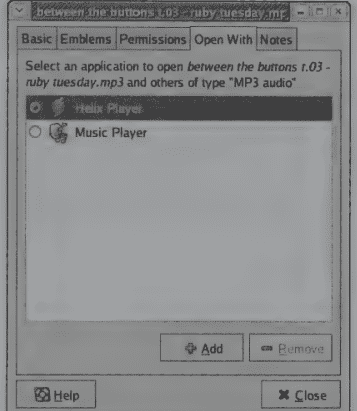 between the buttons t.03 - ruby tuesday.mp
Basic Emblems Permissions Open With Notes
Select an application to open between the buttons t.03 -
ruby tuesday.mp3 and others of type "MP3 audio"
Helix Player
Music Player
Add Remove
Help Close